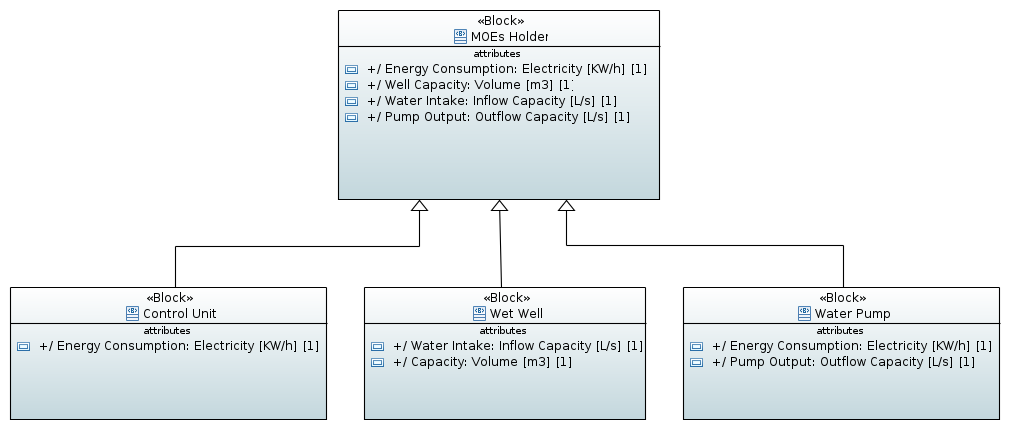 «Block»
MOEs Holder
attributes
+/ Energy Consumption: Electricity [KW/h] [1]
+/ Well Capacity: Volume [m3] [1]
+/ Water Intake: Inflow Capacity [L/s] [1]
+/ Pump Output: Outflow Capacity [L/s] [1]
«Block»
Control Unit
attributes
+/ Energy Consumption: Electricity [KW/h] [1]
«Block»
Wet Well
attributes
+/ Water Intake: Inflow Capacity [L/s] [1]
+/ Capacity: Volume [m3] [1]
«Block»
Water Pump
attributes
+/ Energy Consumption: Electricity [KW/h] [1]
+/ Pump Output: Outflow Capacity [L/s] [1]